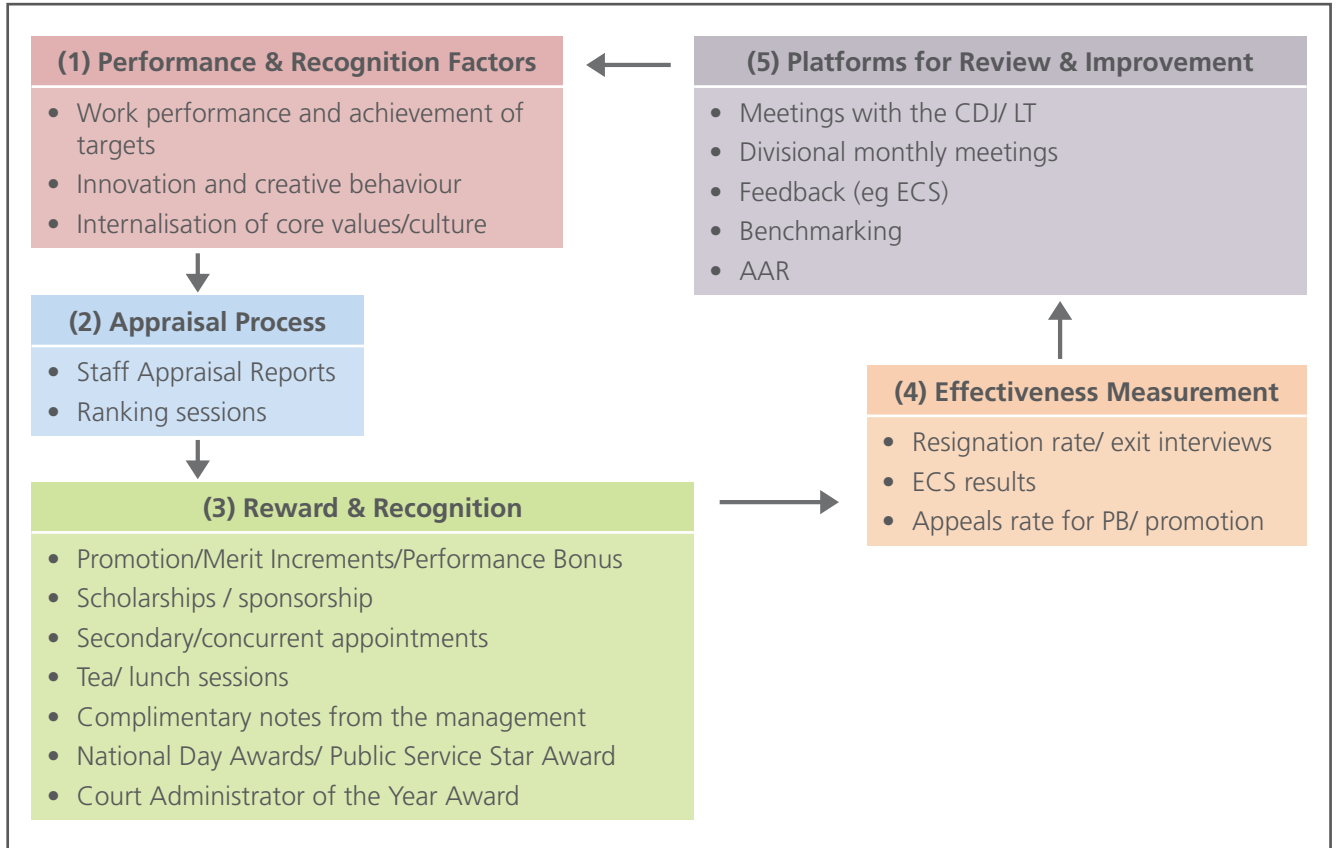 (1) Performance & Recognition Factors
• Work performance and achievement of
targets
• Innovation and creative behaviour
• Internalisation of core values/culture
(2) Appraisal Process
• Staff Appraisal Reports
• Ranking sessions
(3) Reward & Recognition
• Promotion/Merit Increments/Performance Bonus
• Scholarships / sponsorship
• Secondary/concurrent appointments
• Tea/ lunch sessions
• Complimentary notes from the management
• National Day Awards/ Public Service Star Award
• Court Administrator of the Year Award
(4) Effectiveness Measurement
• Resignation rate/ exit interviews
• ECS results
• Appeals rate for PB/ promotion
(5) Platforms for Review & Improvement
• Meetings with the CDJ/ LT
• Divisional monthly meetings
• Feedback (eg ECS)
• Benchmarking
• AAR